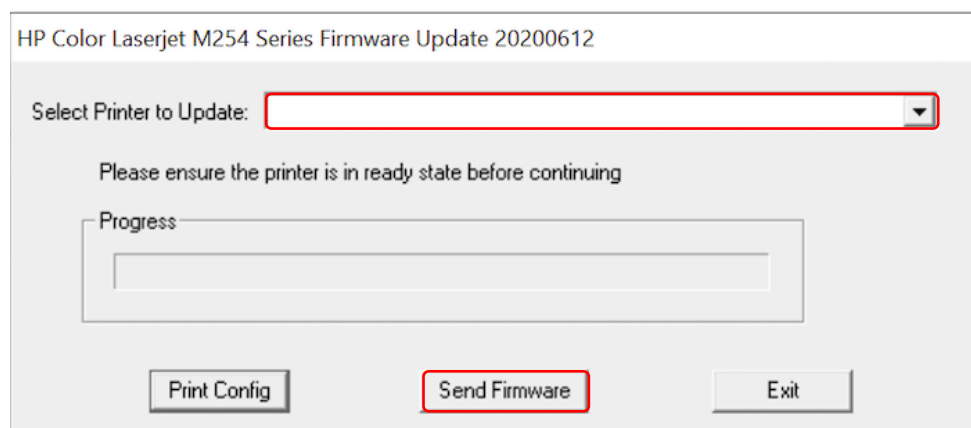 HP Color Laserjet M254 Series Firmware Update 20200612
Select Printer to Update:
Please ensure the printer is in ready state before continuing
Progress
Print Config Send Firmware Exit